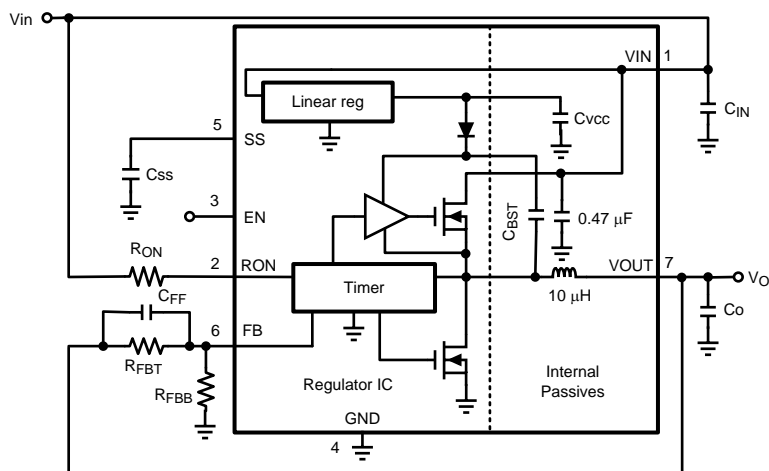 Vin
VIN
1
Linear reg
CVCC
CIN
5
SS
Css
3
EN
CBST
0.47 μF
RON
2
RON
VOUT
7
VO
Timer
10 μH
CFF
Co
6
FB
RFBT
RFBB
Regulator IC
Internal
Passives
GND
4